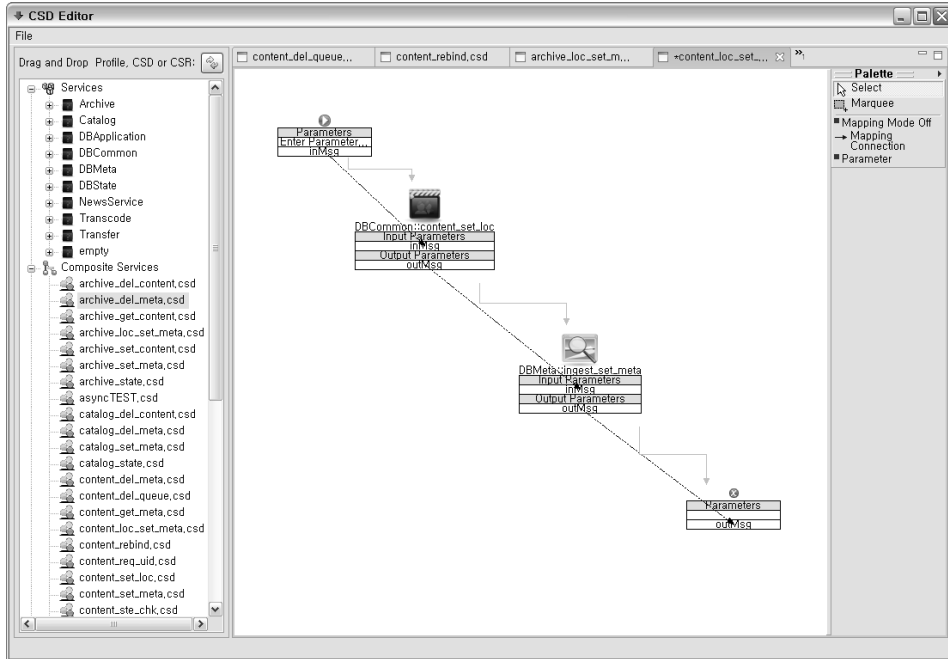 CSD Editor
File
Drag and Drop Profile, CSD or CSR:
Services
Archive
Catalog
DBApplication
DBCommon
DBMeta
DBState
NewsService
Transcode
Transfer
empty
Composite Services
archive_del_content,csd
archive_del_meta,csd
archive_get_content,csd
archive_loc_set_meta,csd
archive_set_content,csd
archive_set_meta,csd
archive_state,csd
asyncTEST,csd
catalog_del_content,csd
catalog_del_meta,csd
catalog_set_meta,csd
catalog_state,csd
content_del_meta,csd
content_del_queue,csd
content_get_meta,csd
content_loc_set_meta,csd
content_rebind,csd
content_req_uid,csd
content_set_loc,csd
content_set_meta,csd
content_ste_chk,csd
content_del_queue,...
content_rebind,csd
archive_loc_set_m,...
*content_loc_set_,...
»1
Parameters
Enter Parameter,,,
inMsg
DBCommon::content_set_loc
Input Parameters
inMsg
Output Parameters
outMsg
DBMeta::ingest_set_meta
Input Parameters
inMsg
Output Parameters
outMsg
Parameters
outMsg
Palette
Select
Marquee
Mapping Mode Off
Mapping
Connection
Parameter